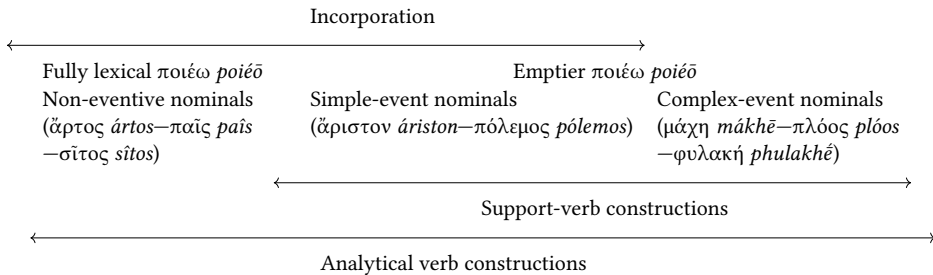 Incorporation
Fully lexical ποιέω poiéō Emptier ποιέω poiéō
Non-eventive nominals Simple-event nominals Complex-event nominals
(ἄρτος ártos—παῖς paîs (ἄριστον áriston—πόλεμος pólemos) (μάχη mákhē—πλόος plóos
—σῖτος sîtos) —φυλακή phulakhḗ)
Support-verb constructions
Analytical verb constructions